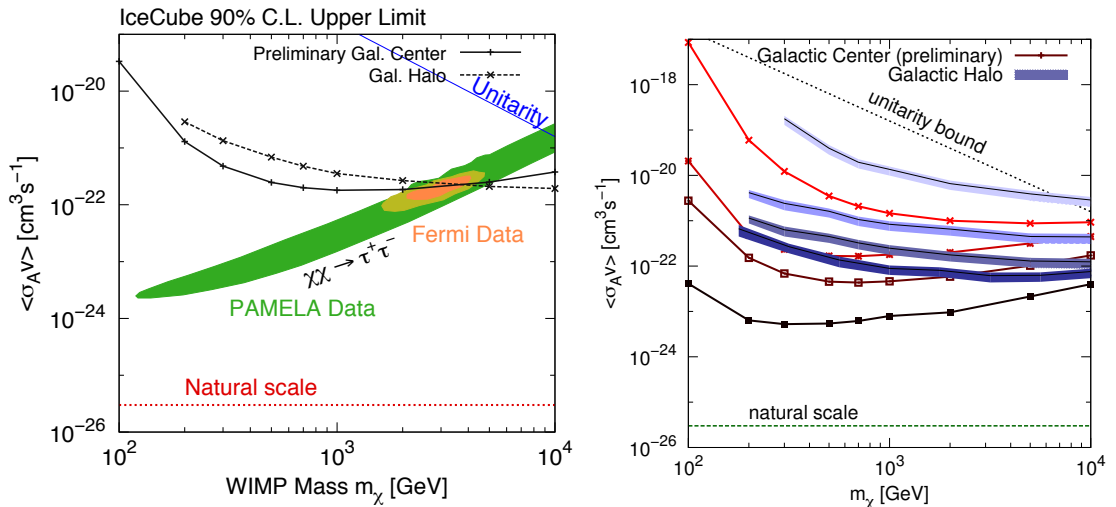 IceCube 90% C.L. Upper Limit
Preliminary Gal. Center
Gal. Halo
Unitarity
Fermi Data
χχ → τ⁺τ⁻
PAMELA Data
Natural scale
10⁻²⁰
10⁻²²
10⁻²⁴
10⁻²⁶
<σ_A v> [cm³s⁻¹]
10² 10³ 10⁴
WIMP Mass m_χ [GeV]
Galactic Center (preliminary)
Galactic Halo
unitarity bound
natural scale
10⁻¹⁸
10⁻²⁰
10⁻²²
10⁻²⁴
10⁻²⁶
<σ_A v> [cm³s⁻¹]
10² 10³ 10⁴
m_χ [GeV]